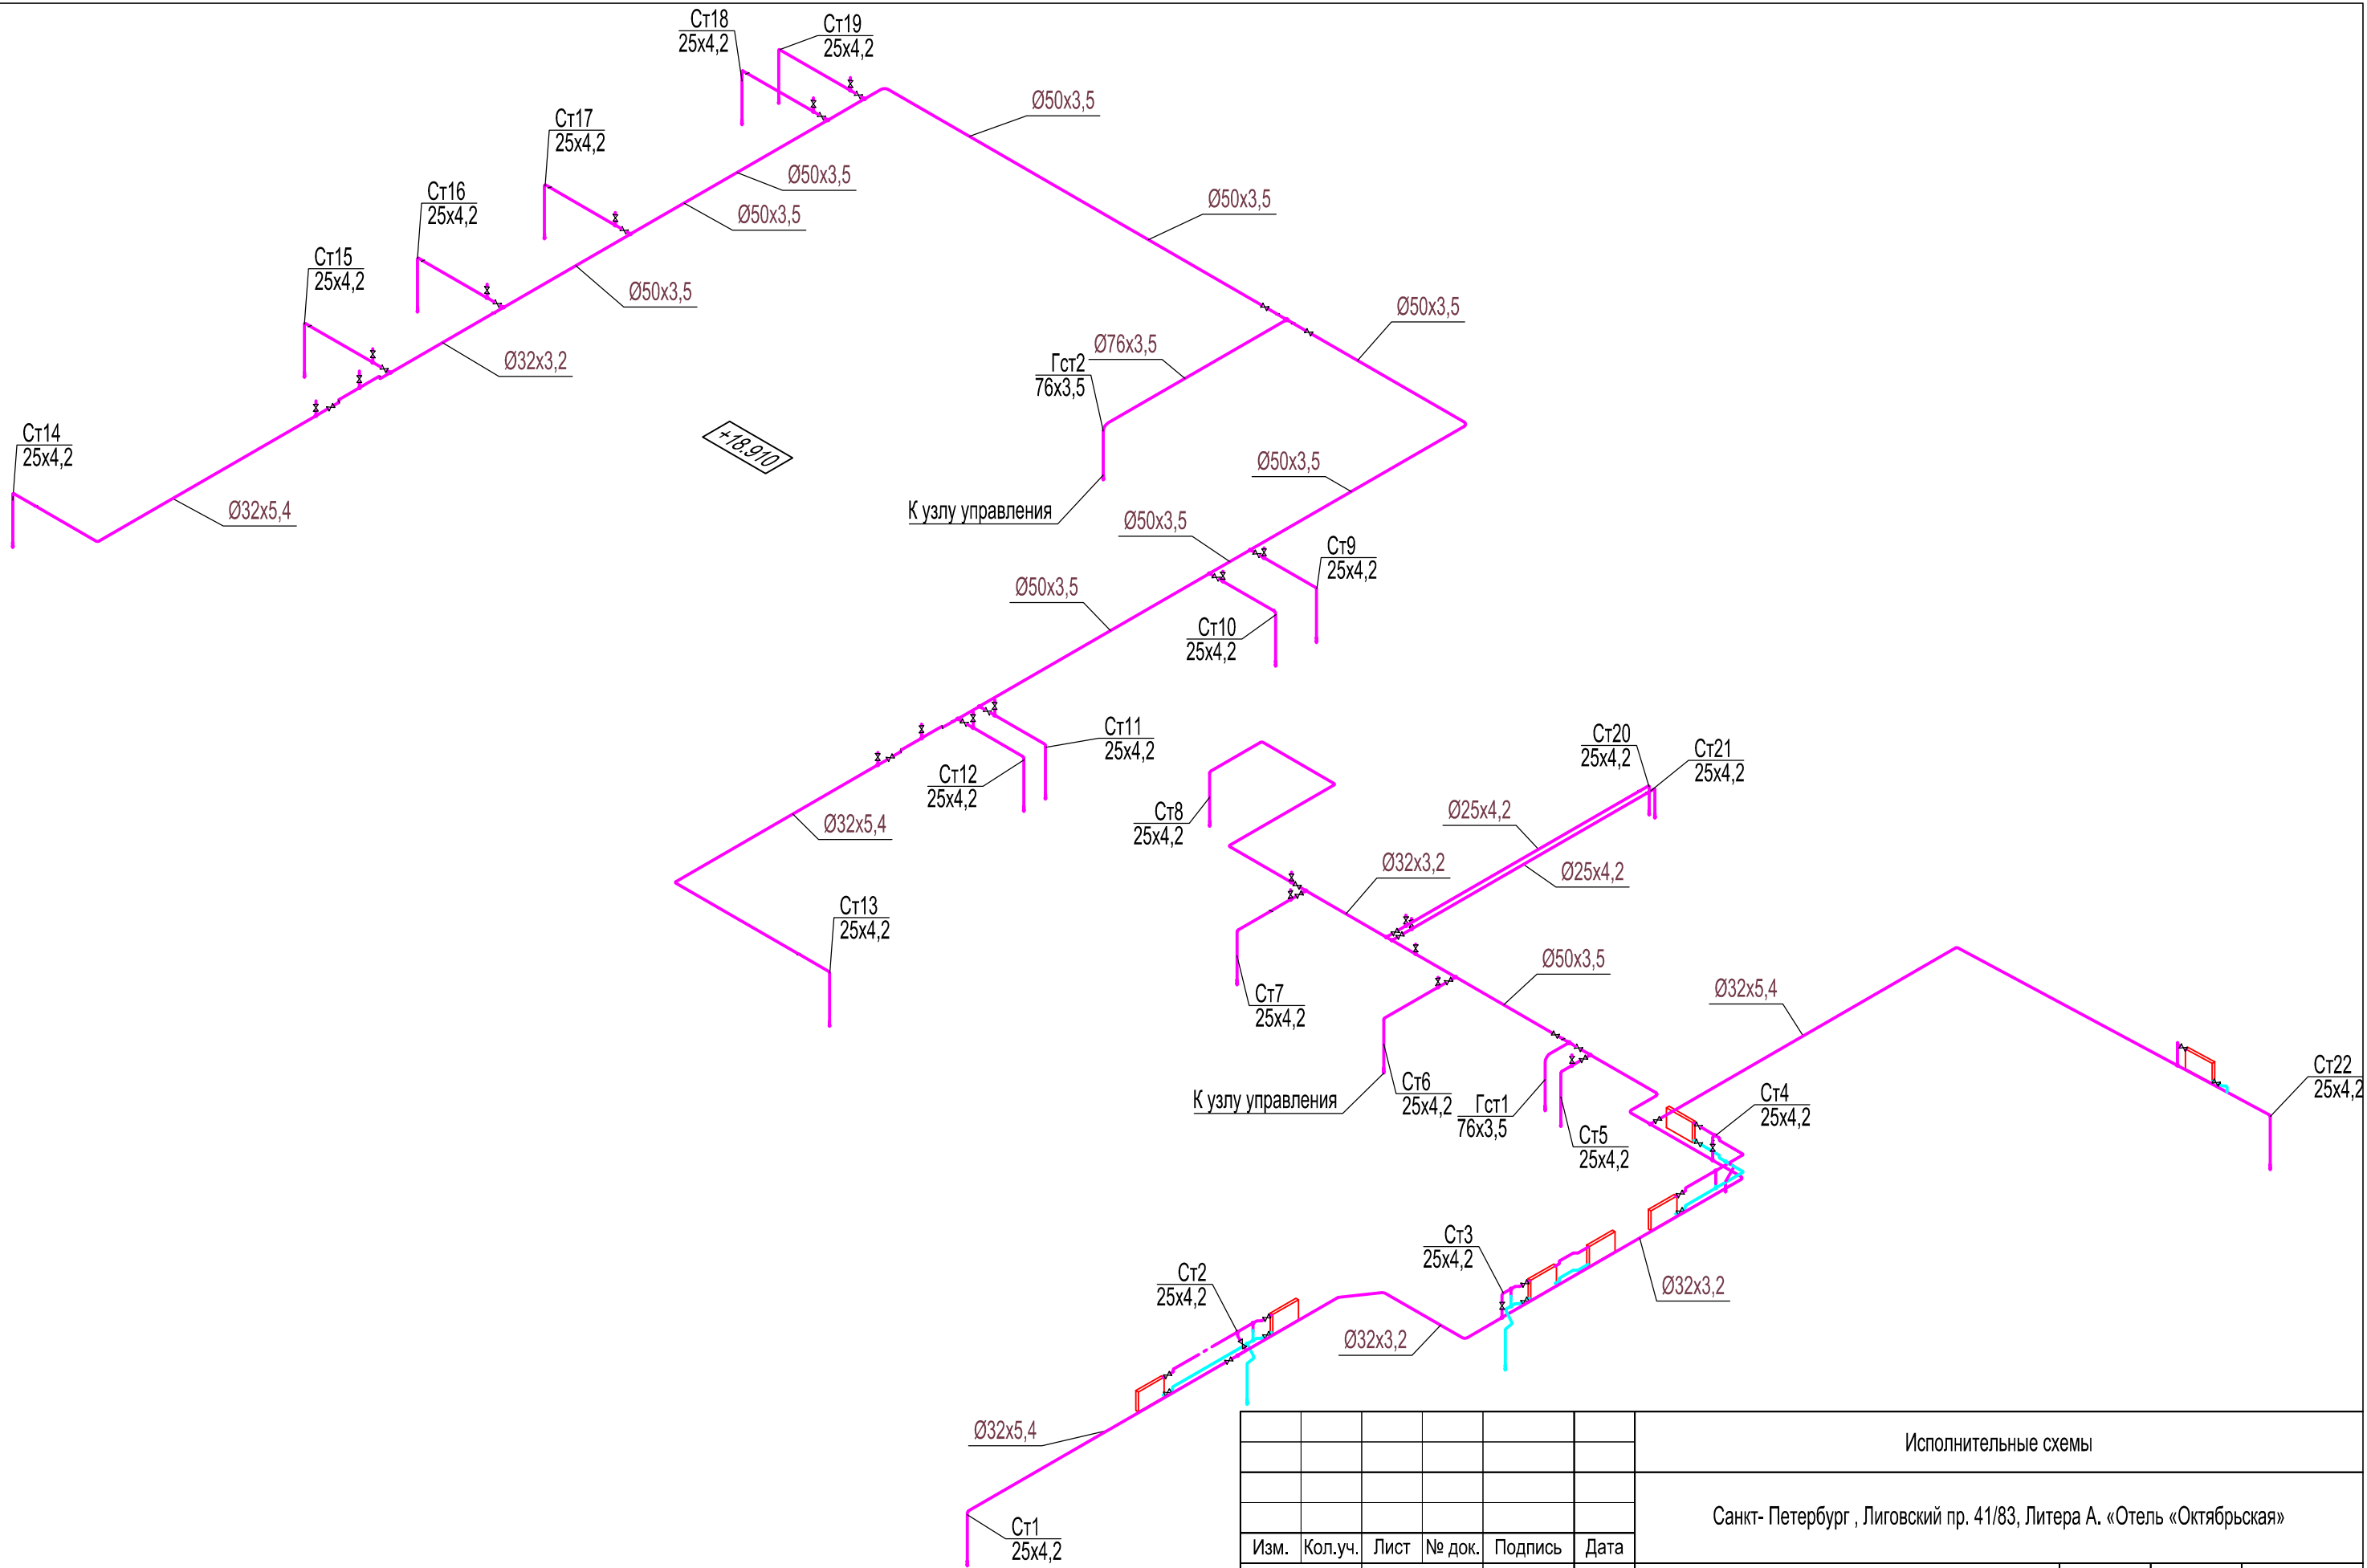 Ст18
25х4,2
Ст19
25х4,2
Ø50х3,5
Ст17
25х4,2
Ø50х3,5
Ст16
25х4,2
Ø50х3,5
Ø50х3,5
Ст15
25х4,2
Ø50х3,5
Ø50х3,5
Ø32х3,2
Ø76х3,5
Гст2
76х3,5
Ст14
25х4,2
+18.910
Ø50х3,5
Ø32х5,4
К узлу управления
Ø50х3,5
Ст9
25х4,2
Ø50х3,5
Ст10
25х4,2
Ст11
25х4,2
Ст12
25х4,2
Ст20
25х4,2
Ст21
25х4,2
Ст8
25х4,2
Ø25х4,2
Ø32х5,4
Ø32х3,2
Ø25х4,2
Ст13
25х4,2
Ø50х3,5
Ст7
25х4,2
Ø32х5,4
Ст22
25х4,2
К узлу управления
Ст6
25х4,2
Гст1
76х3,5
Ст4
25х4,2
Ст5
25х4,2
Ст3
25х4,2
Ст2
25х4,2
Ø32х3,2
Ø32х3,2
Ø32х5,4
Ст1
25х4,2
Исполнительные схемы
Санкт- Петербург , Лиговский пр. 41/83, Литера А. «Отель «Октябрьская»
Изм. Кол.уч. Лист № док. Подпись Дата